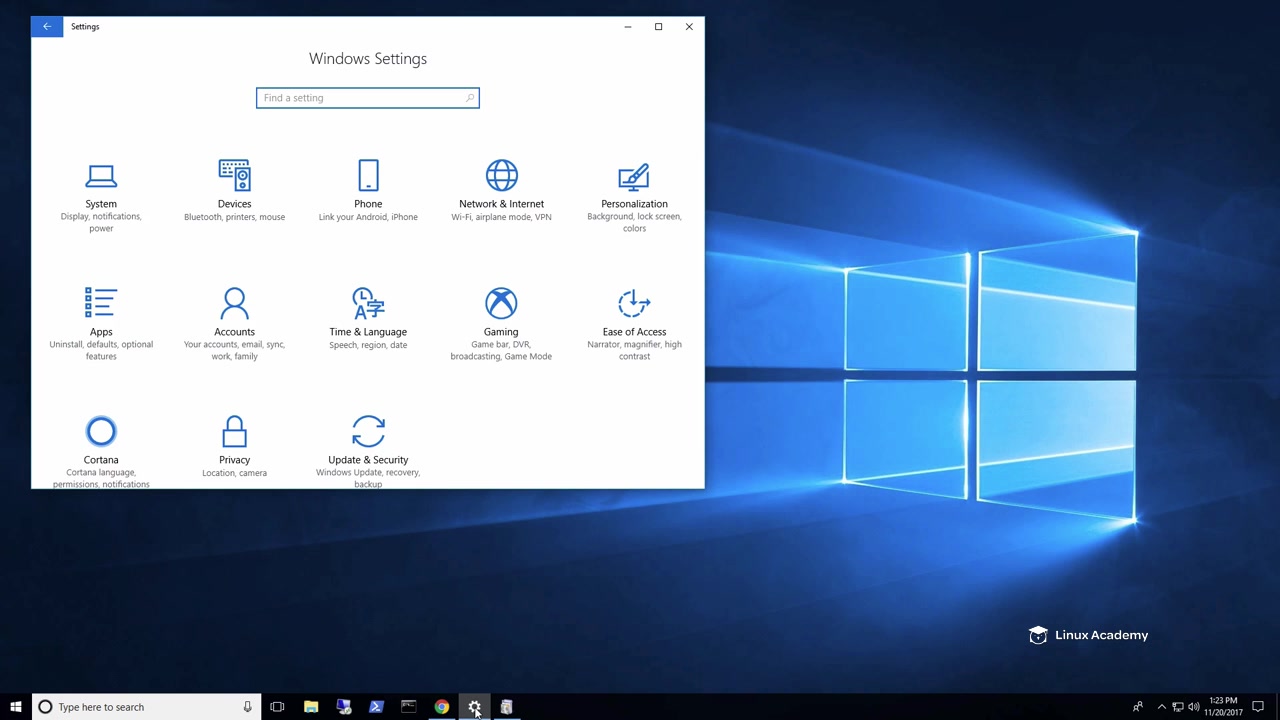 Settings
Windows Settings
Find a setting
System
Display, notifications,
power
Devices
Bluetooth, printers, mouse
Phone
Link your Android, iPhone
Network & Internet
Wi-Fi, airplane mode, VPN
Personalization
Background, lock screen,
colors
Apps
Uninstall, defaults, optional
features
Accounts
Your accounts, email, sync,
work, family
Time & Language
Speech, region, date
Gaming
Game bar, DVR,
broadcasting, Game Mode
Ease of Access
Narrator, magnifier, high
contrast
Cortana
Cortana language,
permissions, notifications
Privacy
Location, camera
Update & Security
Windows Update, recovery,
backup
Linux Academy
Type here to search
1:23 PM
11/20/2017